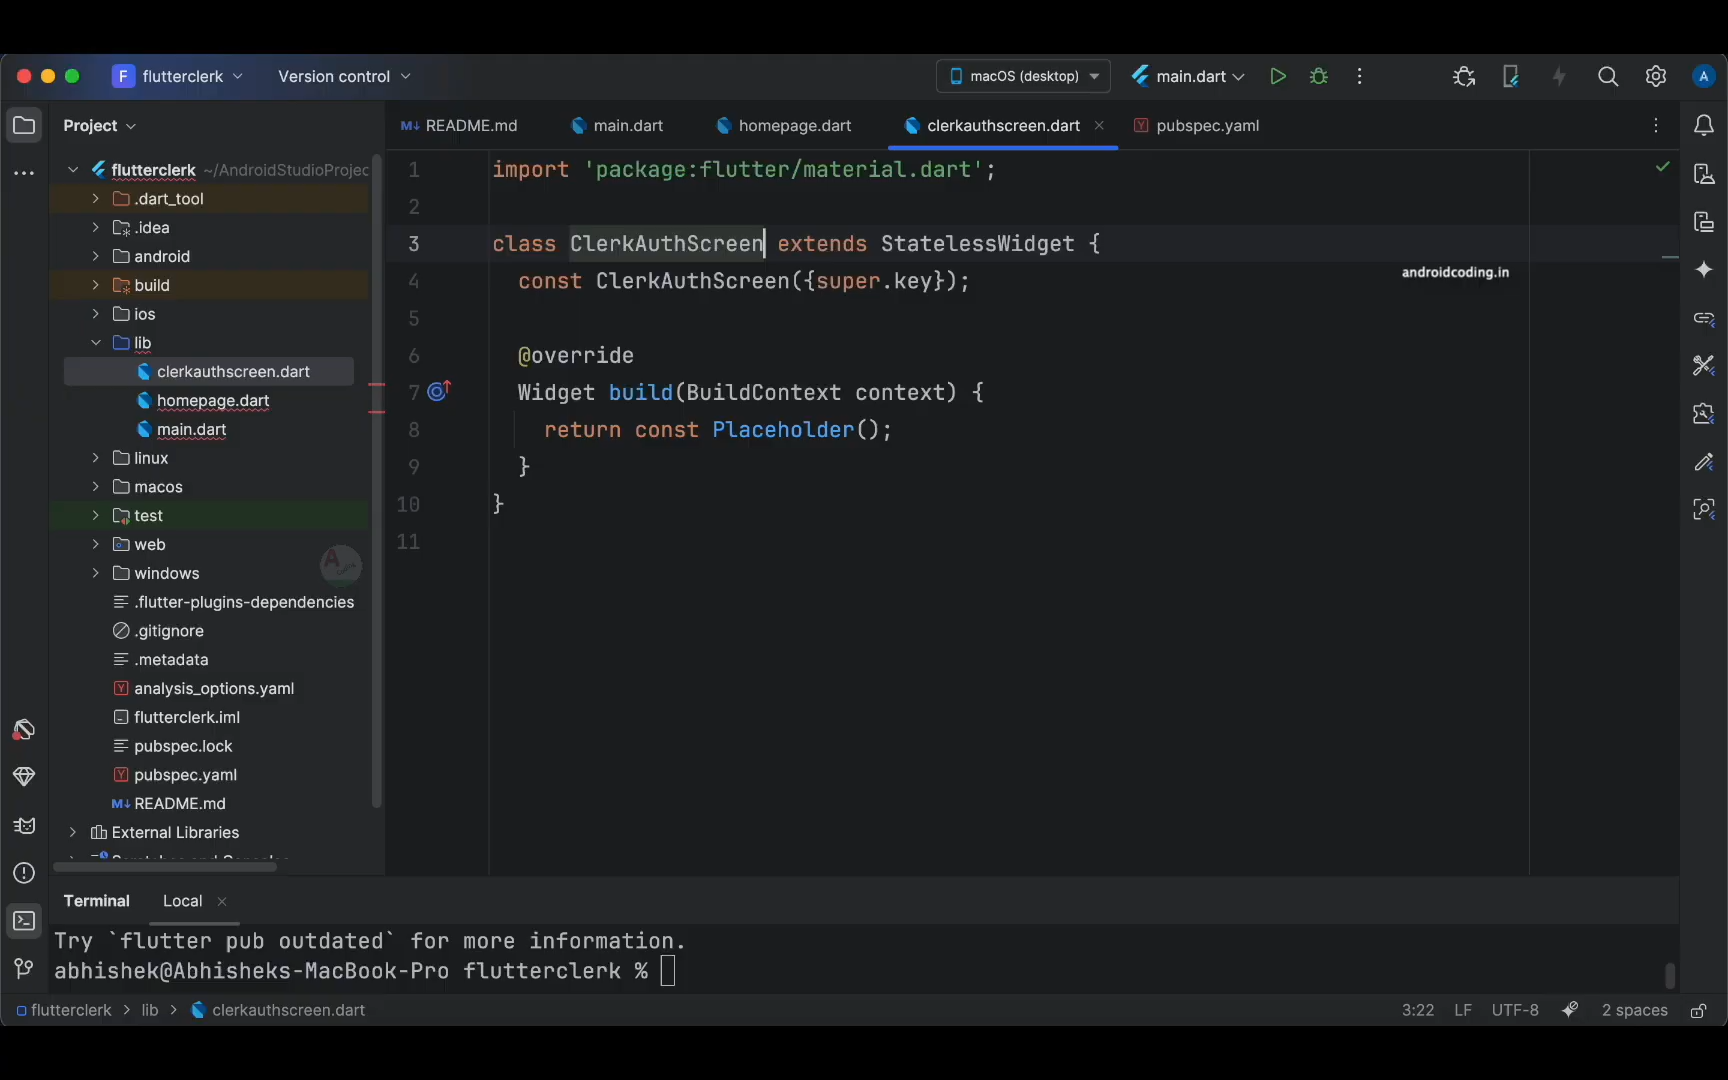 F flutterclerk Version control macOS (desktop) main.dart A
Project
README.md main.dart homepage.dart clerkauthscreen.dart pubspec.yaml
flutterclerk ~/AndroidStudioProjec
.dart_tool
.idea
android
build
ios
lib
clerkauthscreen.dart
homepage.dart
main.dart
linux
macos
test
web
windows
.flutter-plugins-dependencies
.gitignore
.metadata
analysis_options.yaml
flutterclerk.iml
pubspec.lock
pubspec.yaml
README.md
External Libraries
1 import 'package:flutter/material.dart';
2
3 class ClerkAuthScreen extends StatelessWidget {
4 const ClerkAuthScreen({super.key});
androidcoding.in
5
6 @override
7 Widget build(BuildContext context) {
8 return const Placeholder();
9 }
10 }
11
Terminal Local
Try `flutter pub outdated` for more information.
abhishek@Abhisheks-MacBook-Pro flutterclerk %
flutterclerk > lib > clerkauthscreen.dart 3:22 LF UTF-8 2 spaces